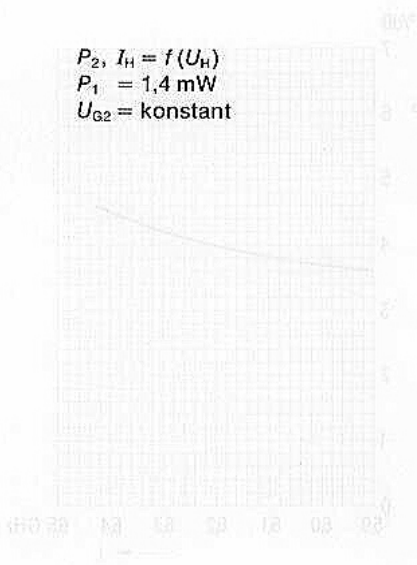 P₂, I_H = f (U_H)
P₁ = 1,4 mW
U_G2 = konstant